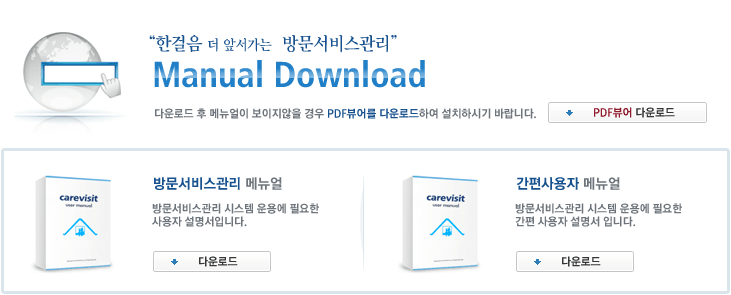 “한걸음 더 앞서가는 방문서비스관리”
Manual Download
다운로드 후 메뉴얼이 보이지않을 경우 PDF뷰어를 다운로드하여 설치하시기 바랍니다.
PDF뷰어 다운로드
carevisit
user manual
방문서비스관리 메뉴얼
방문서비스관리 시스템 운용에 필요한
사용자 설명서입니다.
다운로드
carevisit
user manual
간편사용자 메뉴얼
방문서비스관리 시스템 운용에 필요한
간편 사용자 설명서 입니다.
다운로드